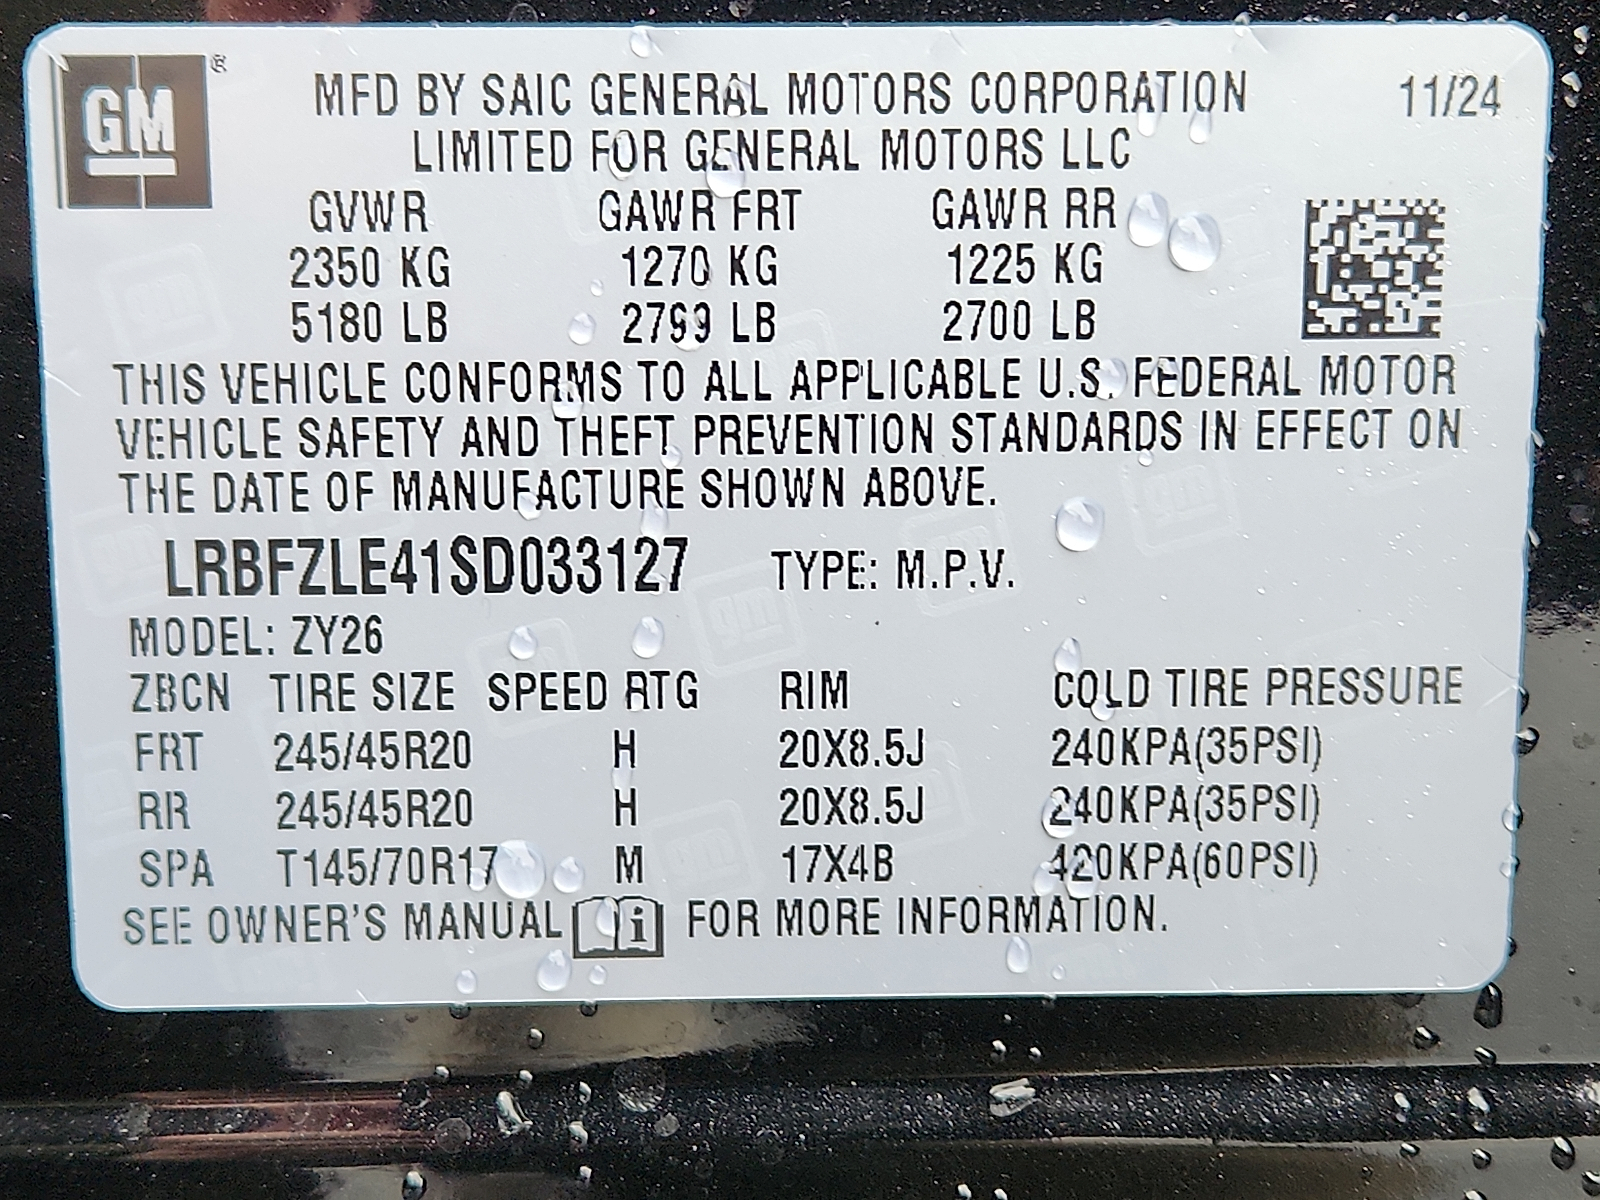 GM®
MFD BY SAIC GENERAL MOTORS CORPORATION 11/24
LIMITED FOR GENERAL MOTORS LLC
GVWR GAWR FRT GAWR RR
2350 KG 1270 KG 1225 KG
5180 LB 2799 LB 2700 LB
THIS VEHICLE CONFORMS TO ALL APPLICABLE U.S. FEDERAL MOTOR
VEHICLE SAFETY AND THEFT PREVENTION STANDARDS IN EFFECT ON
THE DATE OF MANUFACTURE SHOWN ABOVE.
LRBFZLE41SD033127 TYPE: M.P.V.
MODEL: ZY26
ZBCN TIRE SIZE SPEED RTG RIM COLD TIRE PRESSURE
FRT 245/45R20 H 20X8.5J 240KPA(35PSI)
RR 245/45R20 H 20X8.5J 240KPA(35PSI)
SPA T145/70R17 M 17X4B 420KPA(60PSI)
SEE OWNER'S MANUAL i FOR MORE INFORMATION.